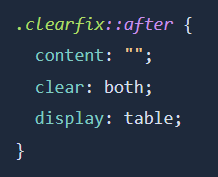 .clearfix::after {
  content: "";
  clear: both;
  display: table;
}